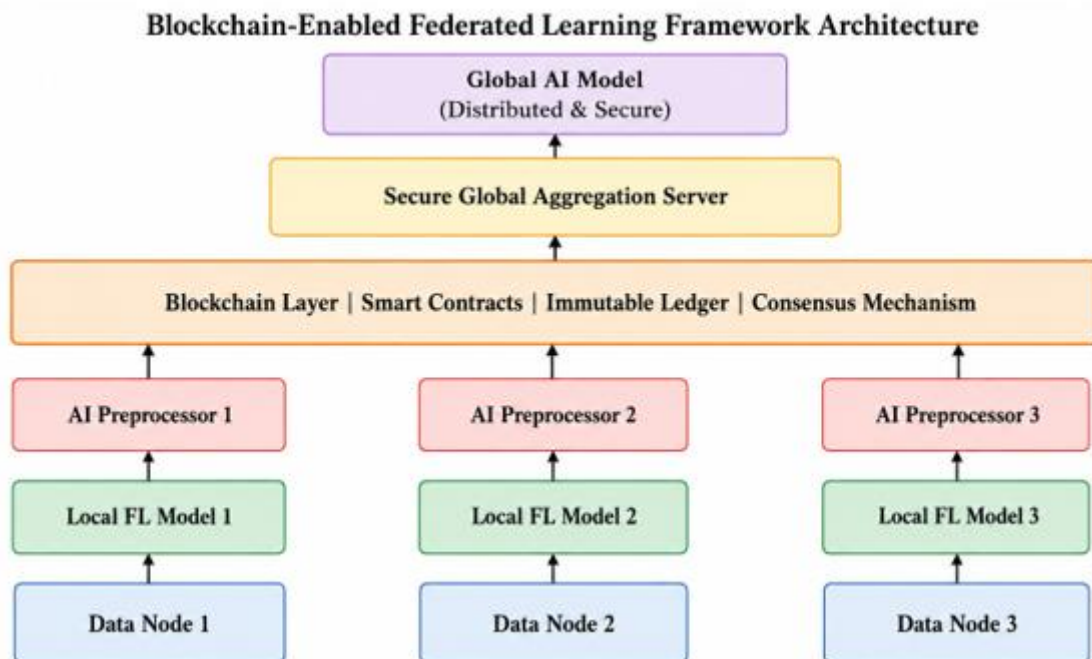 Blockchain-Enabled Federated Learning Framework Architecture
Global AI Model
(Distributed & Secure)
Secure Global Aggregation Server
Blockchain Layer | Smart Contracts | Immutable Ledger | Consensus Mechanism
AI Preprocessor 1
AI Preprocessor 2
AI Preprocessor 3
Local FL Model 1
Local FL Model 2
Local FL Model 3
Data Node 1
Data Node 2
Data Node 3